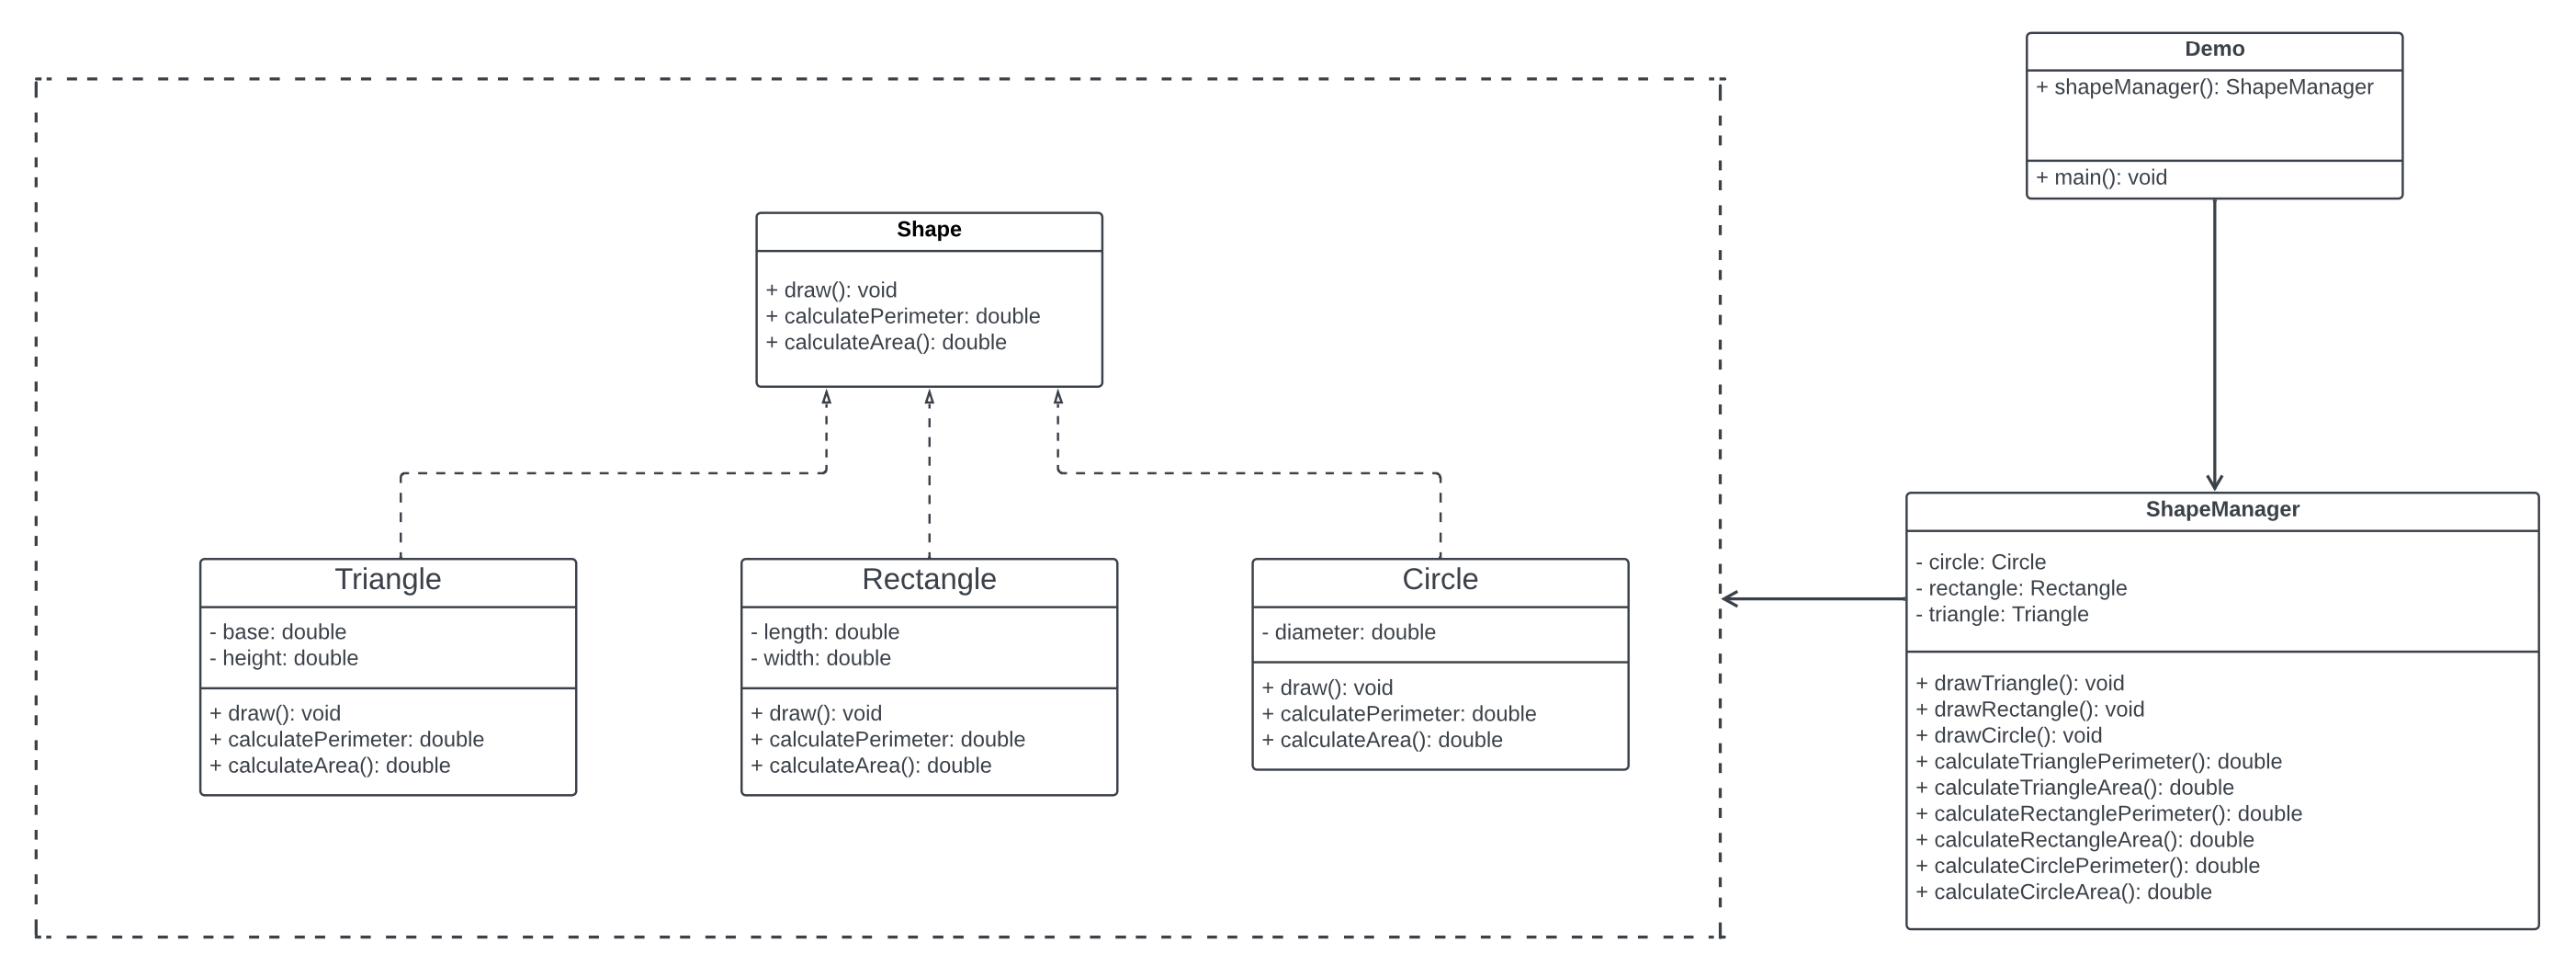 Demo
+ shapeManager(): ShapeManager
+ main(): void
Shape
+ draw(): void
+ calculatePerimeter: double
+ calculateArea(): double
Triangle
- base: double
- height: double
+ draw(): void
+ calculatePerimeter: double
+ calculateArea(): double
Rectangle
- length: double
- width: double
+ draw(): void
+ calculatePerimeter: double
+ calculateArea(): double
Circle
- diameter: double
+ draw(): void
+ calculatePerimeter: double
+ calculateArea(): double
ShapeManager
- circle: Circle
- rectangle: Rectangle
- triangle: Triangle
+ drawTriangle(): void
+ drawRectangle(): void
+ drawCircle(): void
+ calculateTrianglePerimeter(): double
+ calculateTriangleArea(): double
+ calculateRectanglePerimeter(): double
+ calculateRectangleArea(): double
+ calculateCirclePerimeter(): double
+ calculateCircleArea(): double